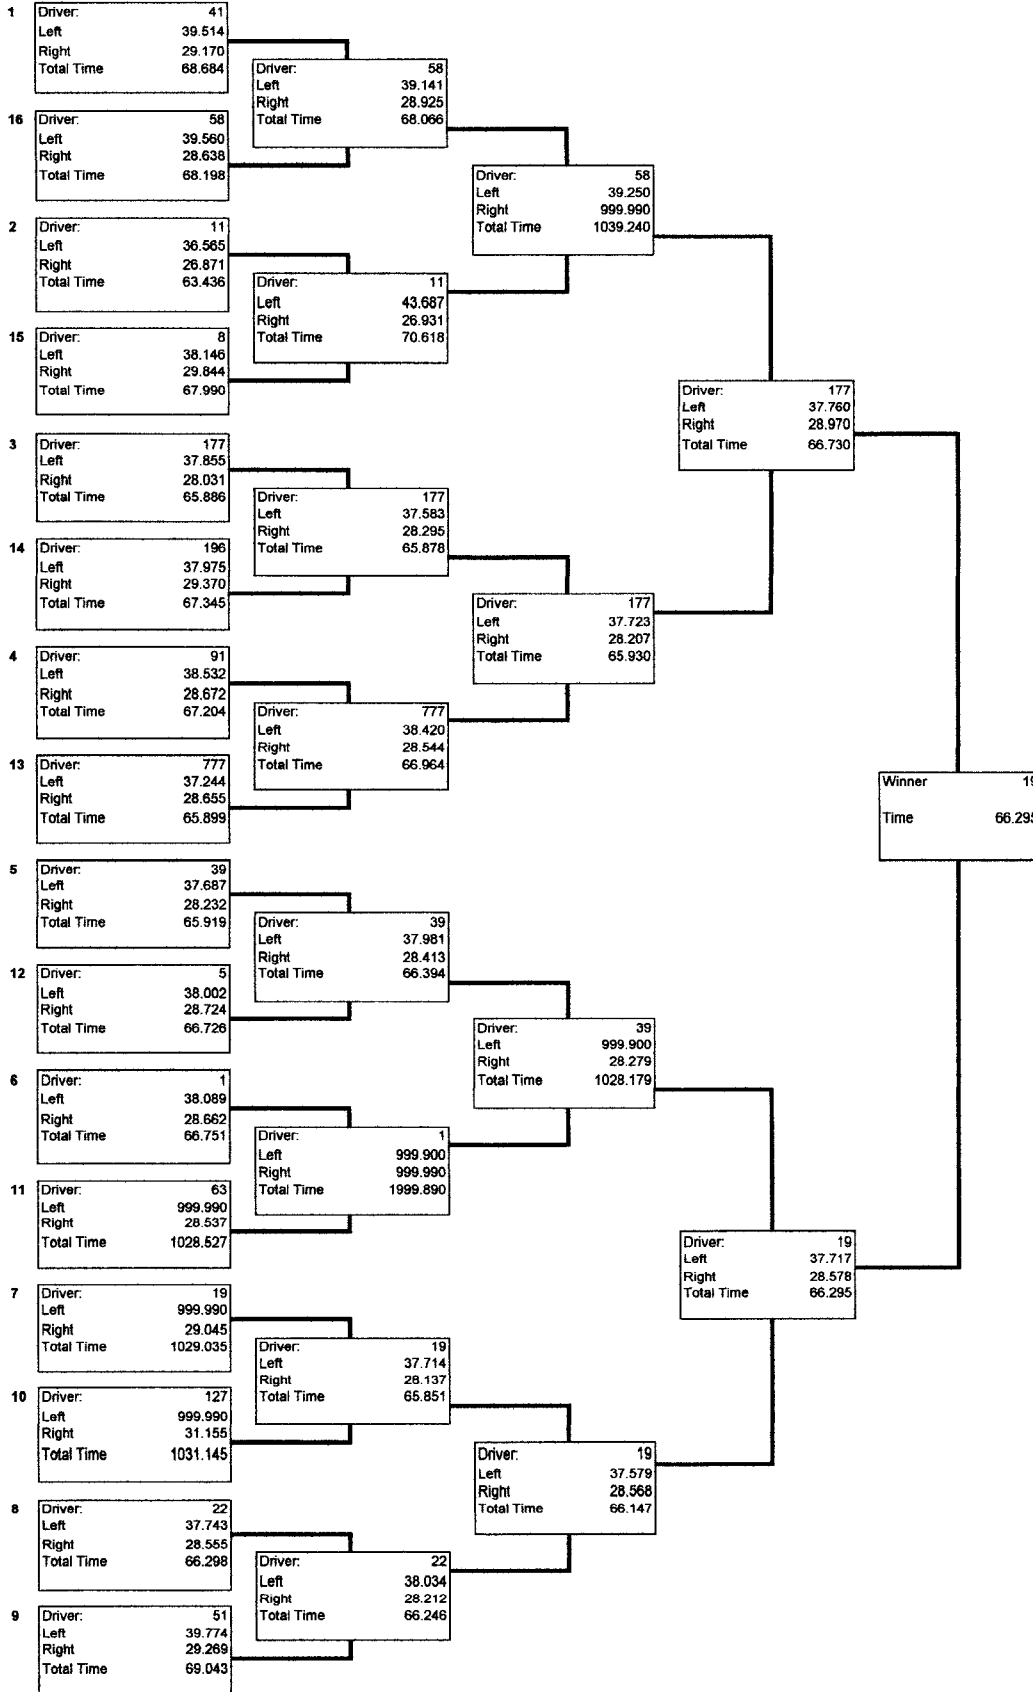 1
Driver: 41
Left 39.514
Right 29.170
Total Time 68.684
16
Driver: 58
Left 39.560
Right 28.638
Total Time 68.198
2
Driver: 11
Left 36.565
Right 26.871
Total Time 63.436
15
Driver: 8
Left 38.146
Right 29.844
Total Time 67.990
3
Driver: 177
Left 37.855
Right 28.031
Total Time 65.886
14
Driver: 196
Left 37.975
Right 29.370
Total Time 67.345
4
Driver: 91
Left 38.532
Right 28.672
Total Time 67.204
13
Driver: 777
Left 37.244
Right 28.655
Total Time 65.899
5
Driver: 39
Left 37.687
Right 28.232
Total Time 65.919
12
Driver: 5
Left 38.002
Right 28.724
Total Time 66.726
6
Driver: 1
Left 38.089
Right 28.662
Total Time 66.751
11
Driver: 63
Left 999.990
Right 28.537
Total Time 1028.527
7
Driver: 19
Left 999.990
Right 29.045
Total Time 1029.035
10
Driver: 127
Left 999.990
Right 31.155
Total Time 1031.145
8
Driver: 22
Left 37.743
Right 28.555
Total Time 66.298
9
Driver: 51
Left 39.774
Right 29.269
Total Time 69.043
Driver: 58
Left 39.141
Right 28.925
Total Time 68.066
Driver: 11
Left 43.687
Right 26.931
Total Time 70.618
Driver: 177
Left 37.583
Right 28.295
Total Time 65.878
Driver: 777
Left 38.420
Right 28.544
Total Time 66.964
Driver: 39
Left 37.981
Right 28.413
Total Time 66.394
Driver: 1
Left 999.900
Right 999.990
Total Time 1999.890
Driver: 19
Left 37.714
Right 28.137
Total Time 65.851
Driver: 22
Left 38.034
Right 28.212
Total Time 66.246
Driver: 58
Left 39.250
Right 999.990
Total Time 1039.240
Driver: 177
Left 37.723
Right 28.207
Total Time 65.930
Driver: 39
Left 999.900
Right 28.279
Total Time 1028.179
Driver: 19
Left 37.579
Right 28.568
Total Time 66.147
Driver: 177
Left 37.760
Right 28.970
Total Time 66.730
Driver: 19
Left 37.717
Right 28.578
Total Time 66.295
Winner 19
Time 66.295